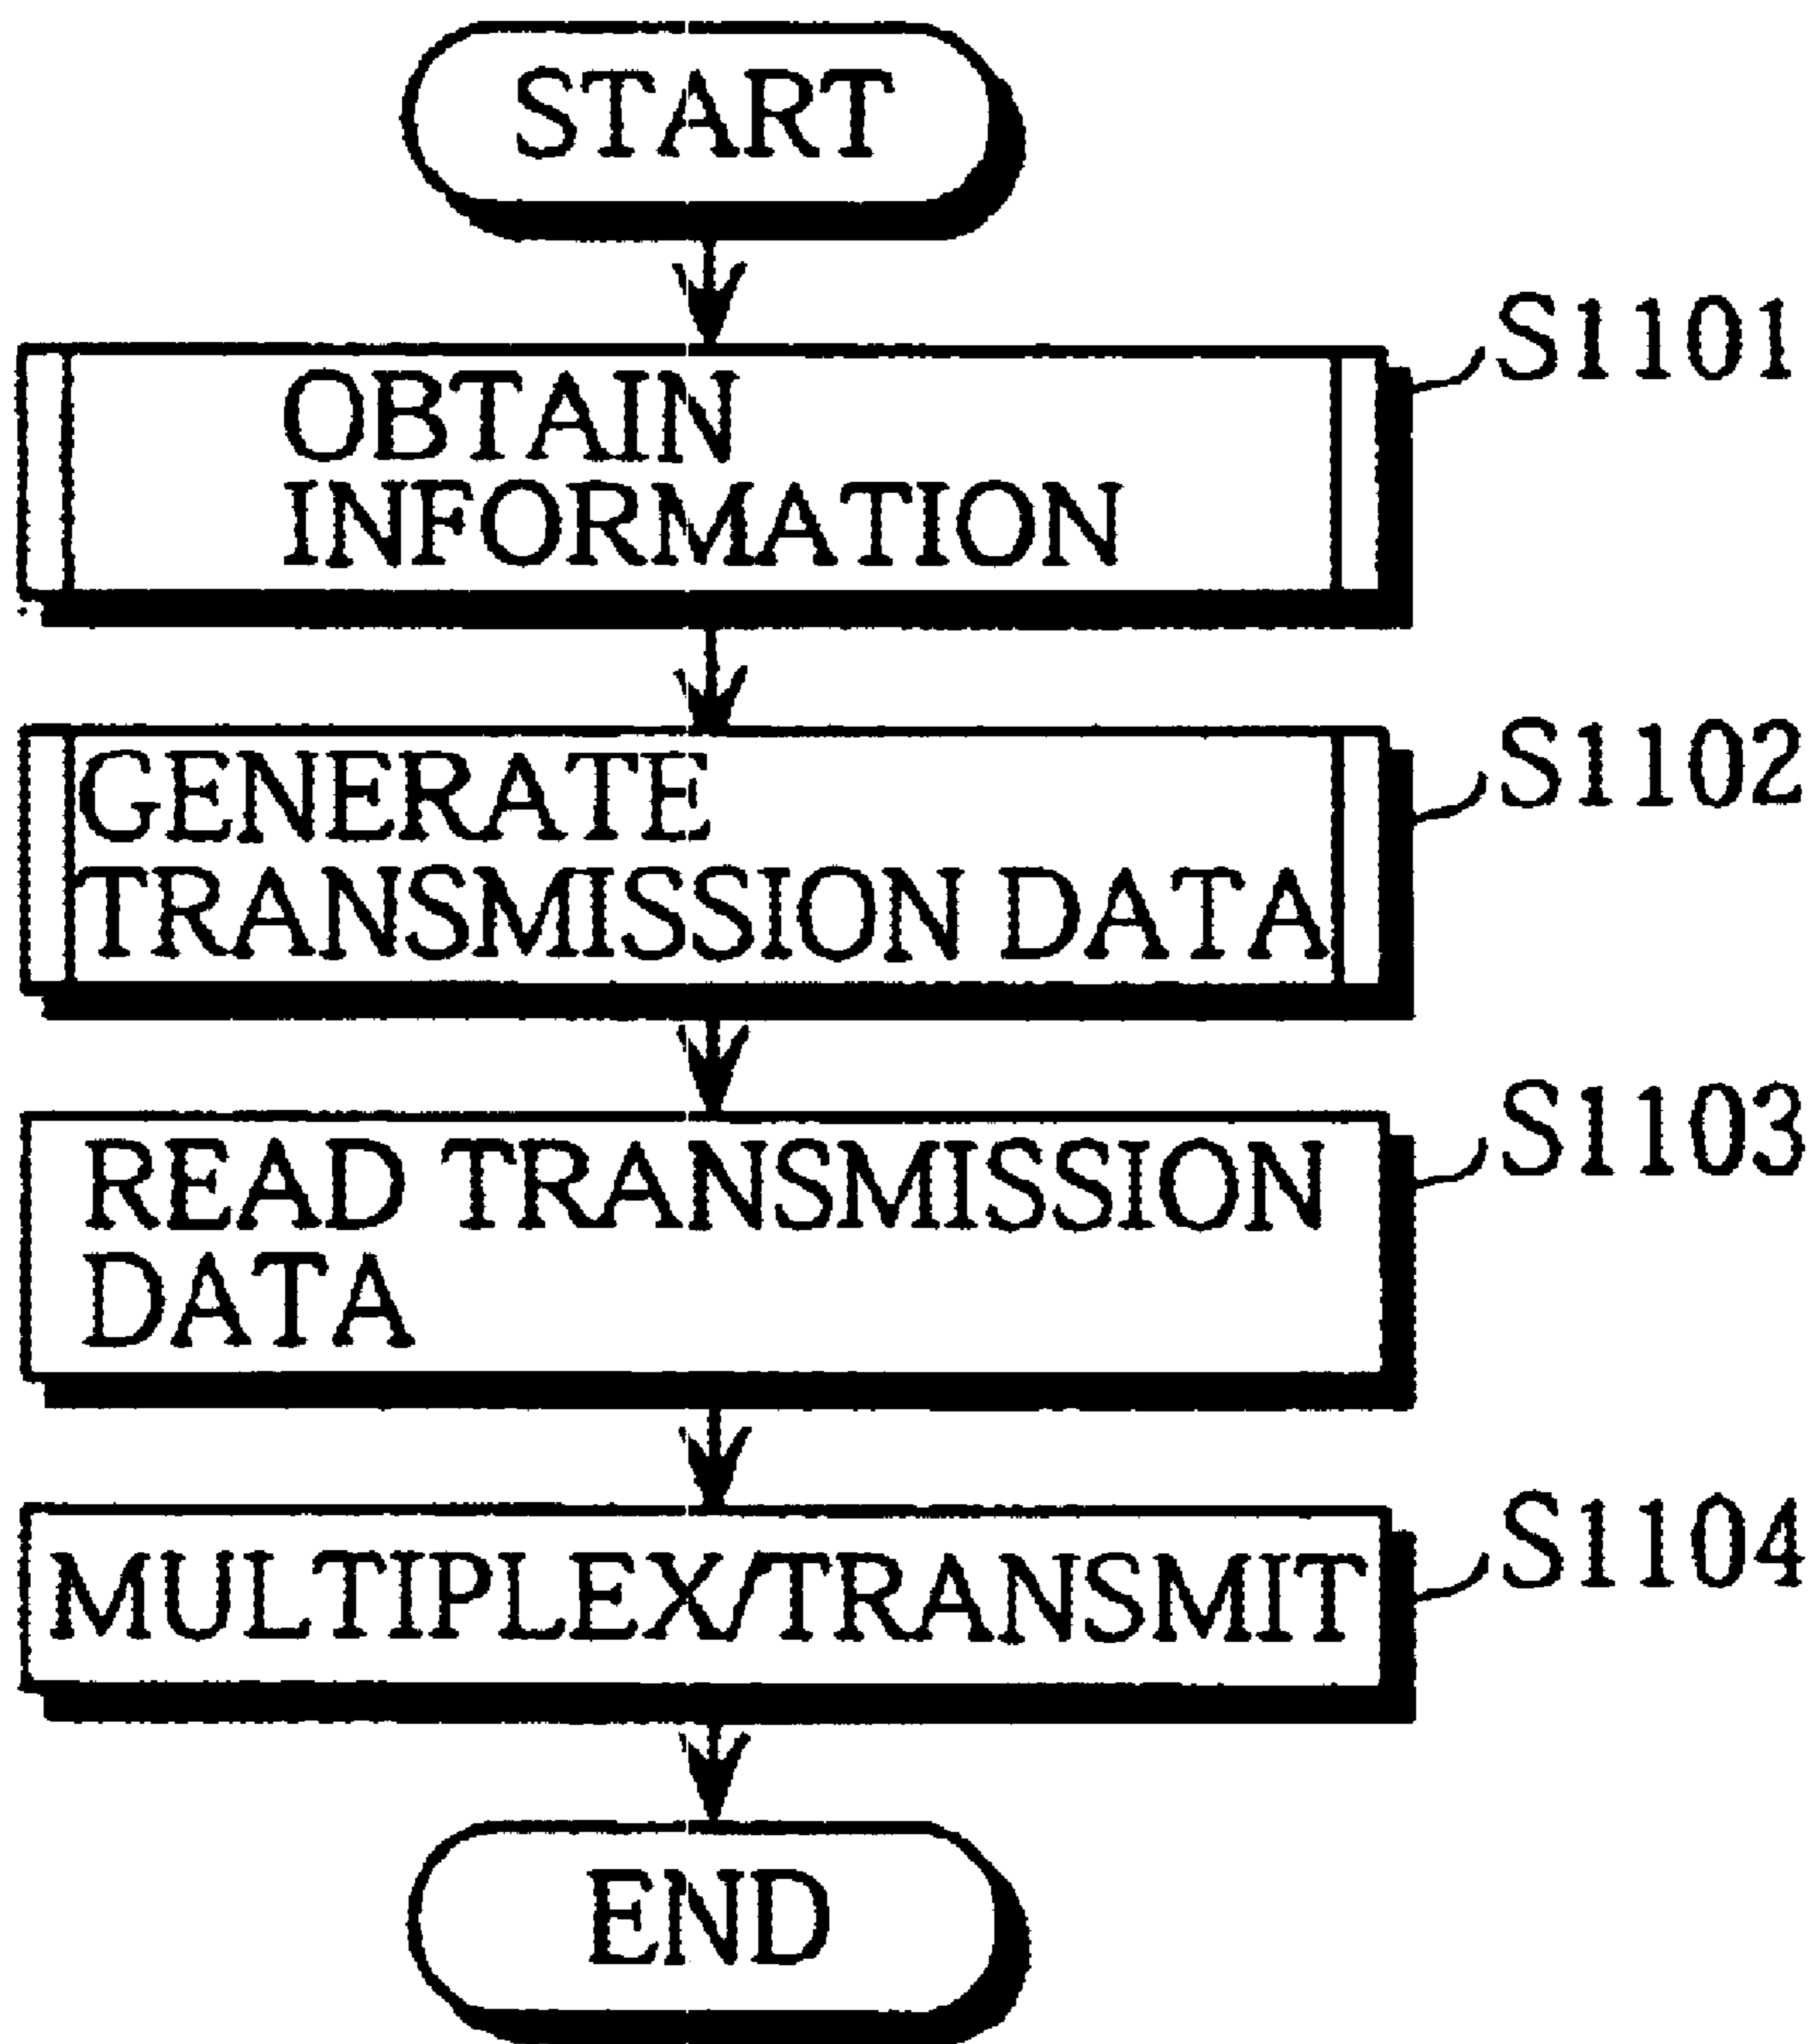 START
S1101
OBTAIN
INFORMATION
S1102
GENERATE
TRANSMISSION DATA
S1103
READ TRANSMISSION
DATA
S1104
MULTIPLEX/TRANSMIT
END